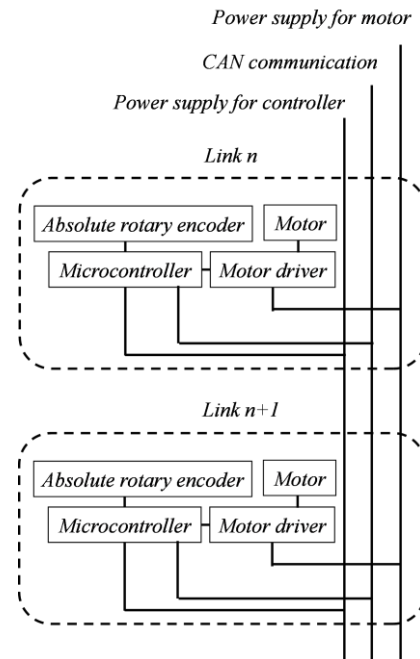 Power supply for motor
CAN communication
Power supply for controller
Link n
Absolute rotary encoder
Motor
Microcontroller
Motor driver
Link n+1
Absolute rotary encoder
Motor
Microcontroller
Motor driver